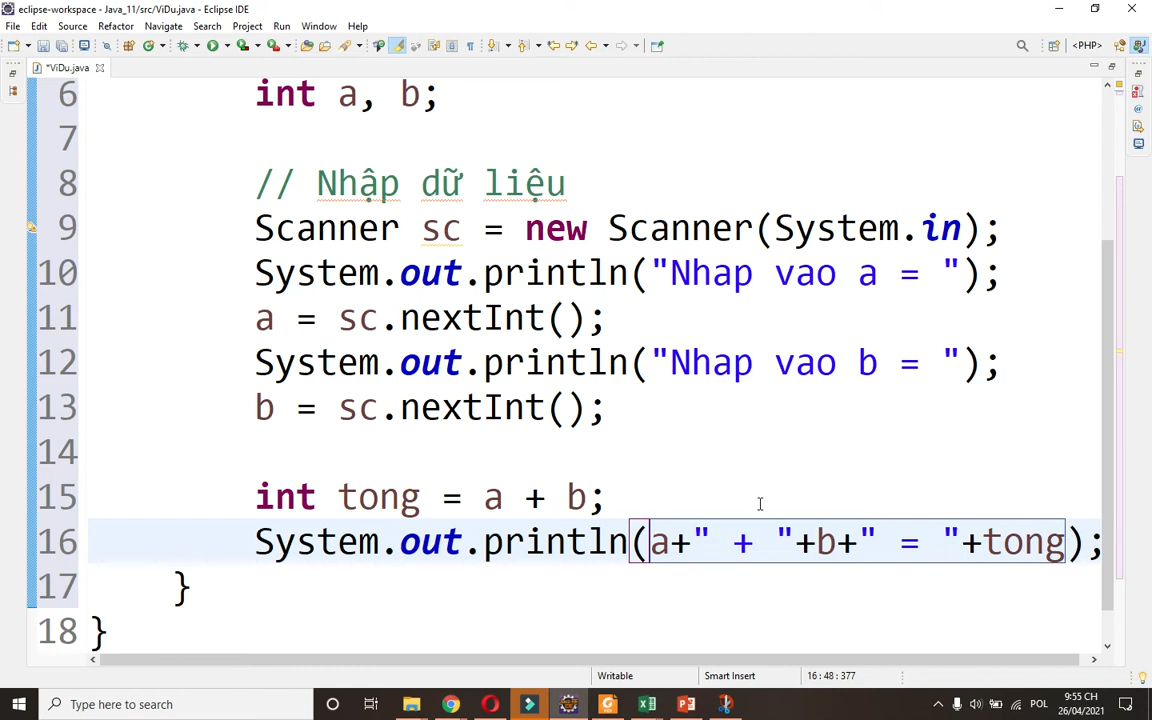 eclipse-workspace - Java_11/src/ViDu.java - Eclipse IDE
File Edit Source Refactor Navigate Search Project Run Window Help
<PHP>
*ViDu.java
6 int a, b;
7
8 // Nhập dữ liệu
9 Scanner sc = new Scanner(System.in);
10 System.out.println("Nhap vao a = ");
11 a = sc.nextInt();
12 System.out.println("Nhap vao b = ");
13 b = sc.nextInt();
14
15 int tong = a + b;
16 System.out.println(a+" + "+b+" = "+tong);
17 }
18 }
Writable Smart Insert 16 : 48 : 377
Type here to search
POL
9:55 CH
26/04/2021